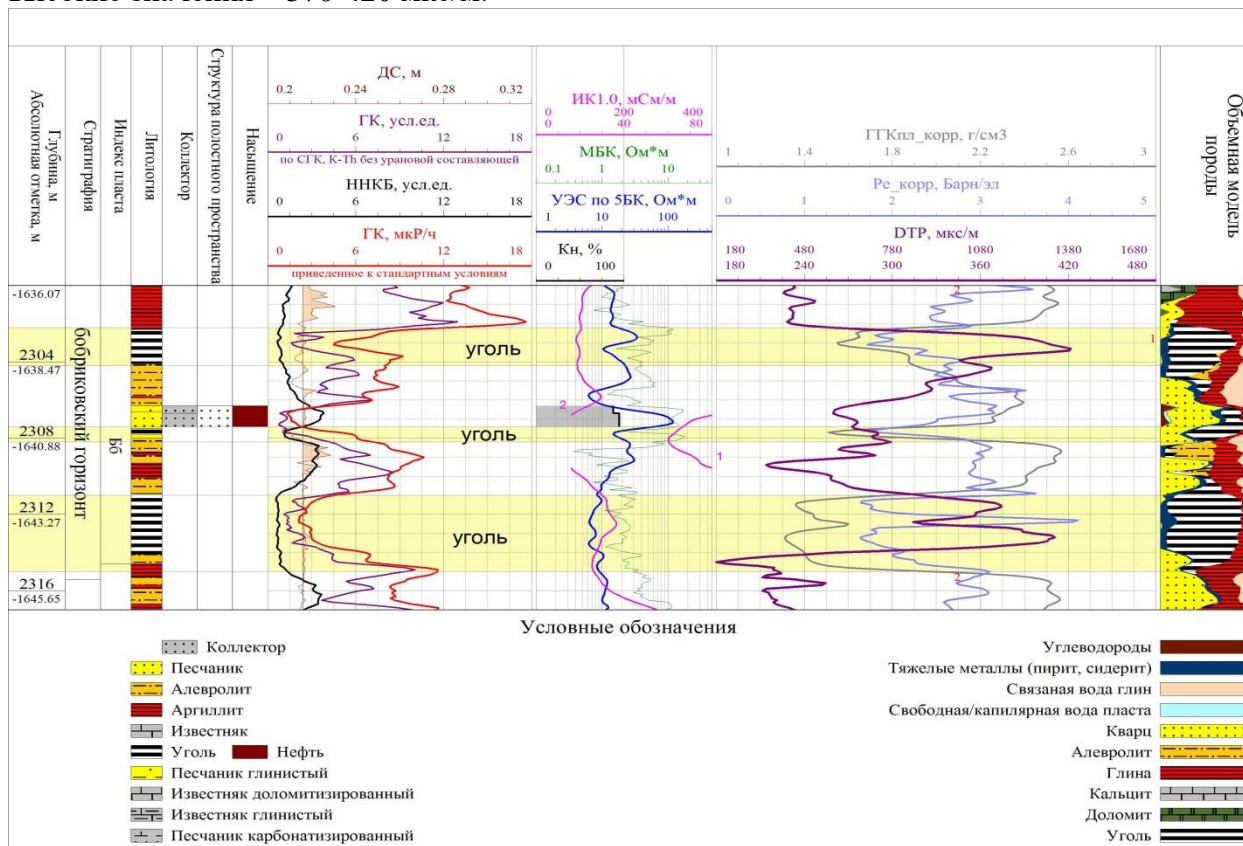 Абсолютная отметка, м
Глубина, м
Стратиграфия
Индекс пласта
Литология
Коллектор
Структура полостного пространства
Насыщение
ДС, м
0.2 0.24 0.28 0.32
ГК, усл.ед.
0 6 12 18
по СГК, K-Th без урановой составляющей
ННКБ, усл.ед.
0 6 12 18
ГК, мкР/ч
0 6 12 18
приведенное к стандартным условиям
ИК1.0, мСм/м
0 200 400
0 40 80
МБК, Ом*м
0.1 1 10
УЭС по 5БК, Ом*м
1 10 100
Кн, %
0 100
ГГКпл_корр, г/см3
1 1.4 1.8 2.2 2.6 3
Pe_корр, Барн/эл
0 1 2 3 4 5
DTP, мкс/м
180 480 780 1080 1380 1680
180 240 300 360 420 480
Объемная модель
породы
-1636.07
2304
-1638.47
2308
-1640.88
2312
-1643.27
2316
-1645.65
бобриковский горизонт
Бб
уголь
уголь
уголь
2
1
2
1
2
Условные обозначения
Коллектор
Песчаник
Алевролит
Аргиллит
Известняк
Уголь Нефть
Песчаник глинистый
Известняк доломитизированный
Известняк глинистый
Песчаник карбонатизированный
Углеводороды
Тяжелые металлы (пирит, сидерит)
Связаная вода глин
Свободная/капилярная вода пласта
Кварц
Алевролит
Глина
Кальцит
Доломит
Уголь